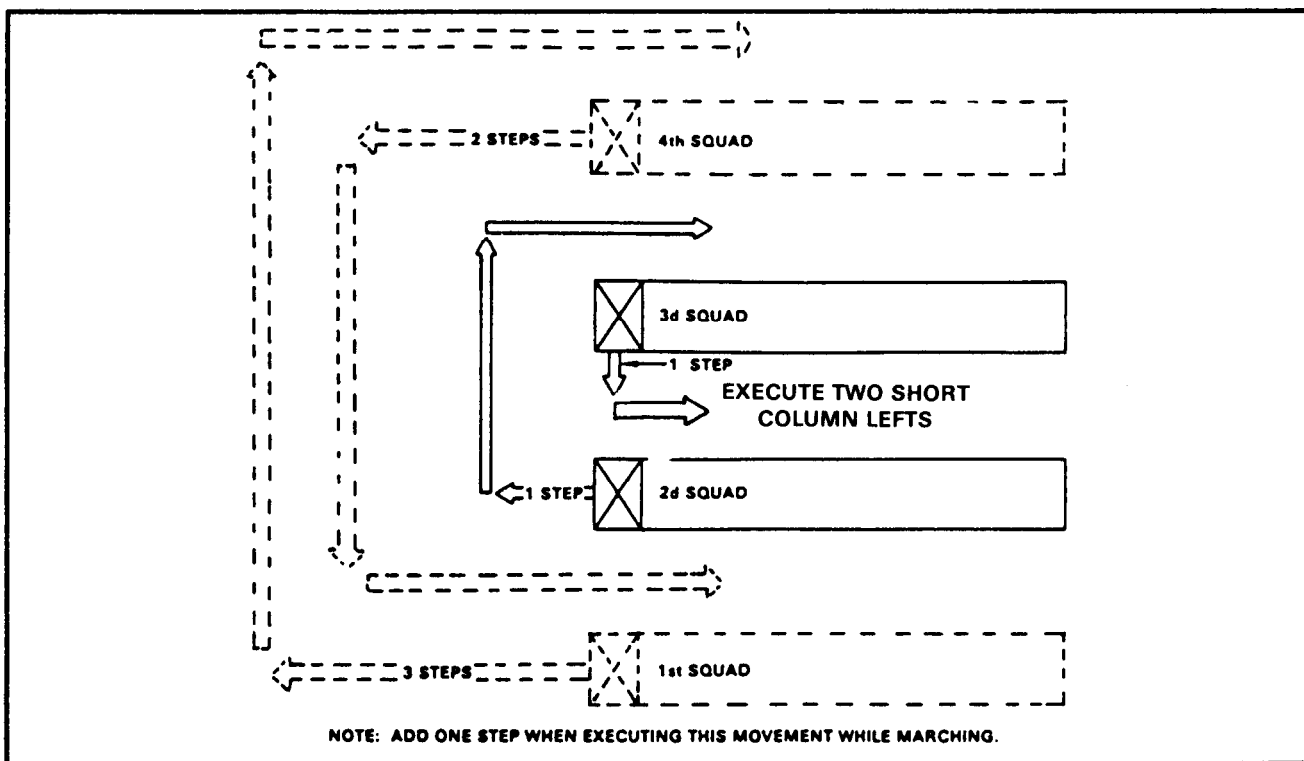 2 STEPS
4th SQUAD
3d SQUAD
1 STEP
EXECUTE TWO SHORT
COLUMN LEFTS
1 STEP
2d SQUAD
3 STEPS
1st SQUAD
NOTE: ADD ONE STEP WHEN EXECUTING THIS MOVEMENT WHILE MARCHING.